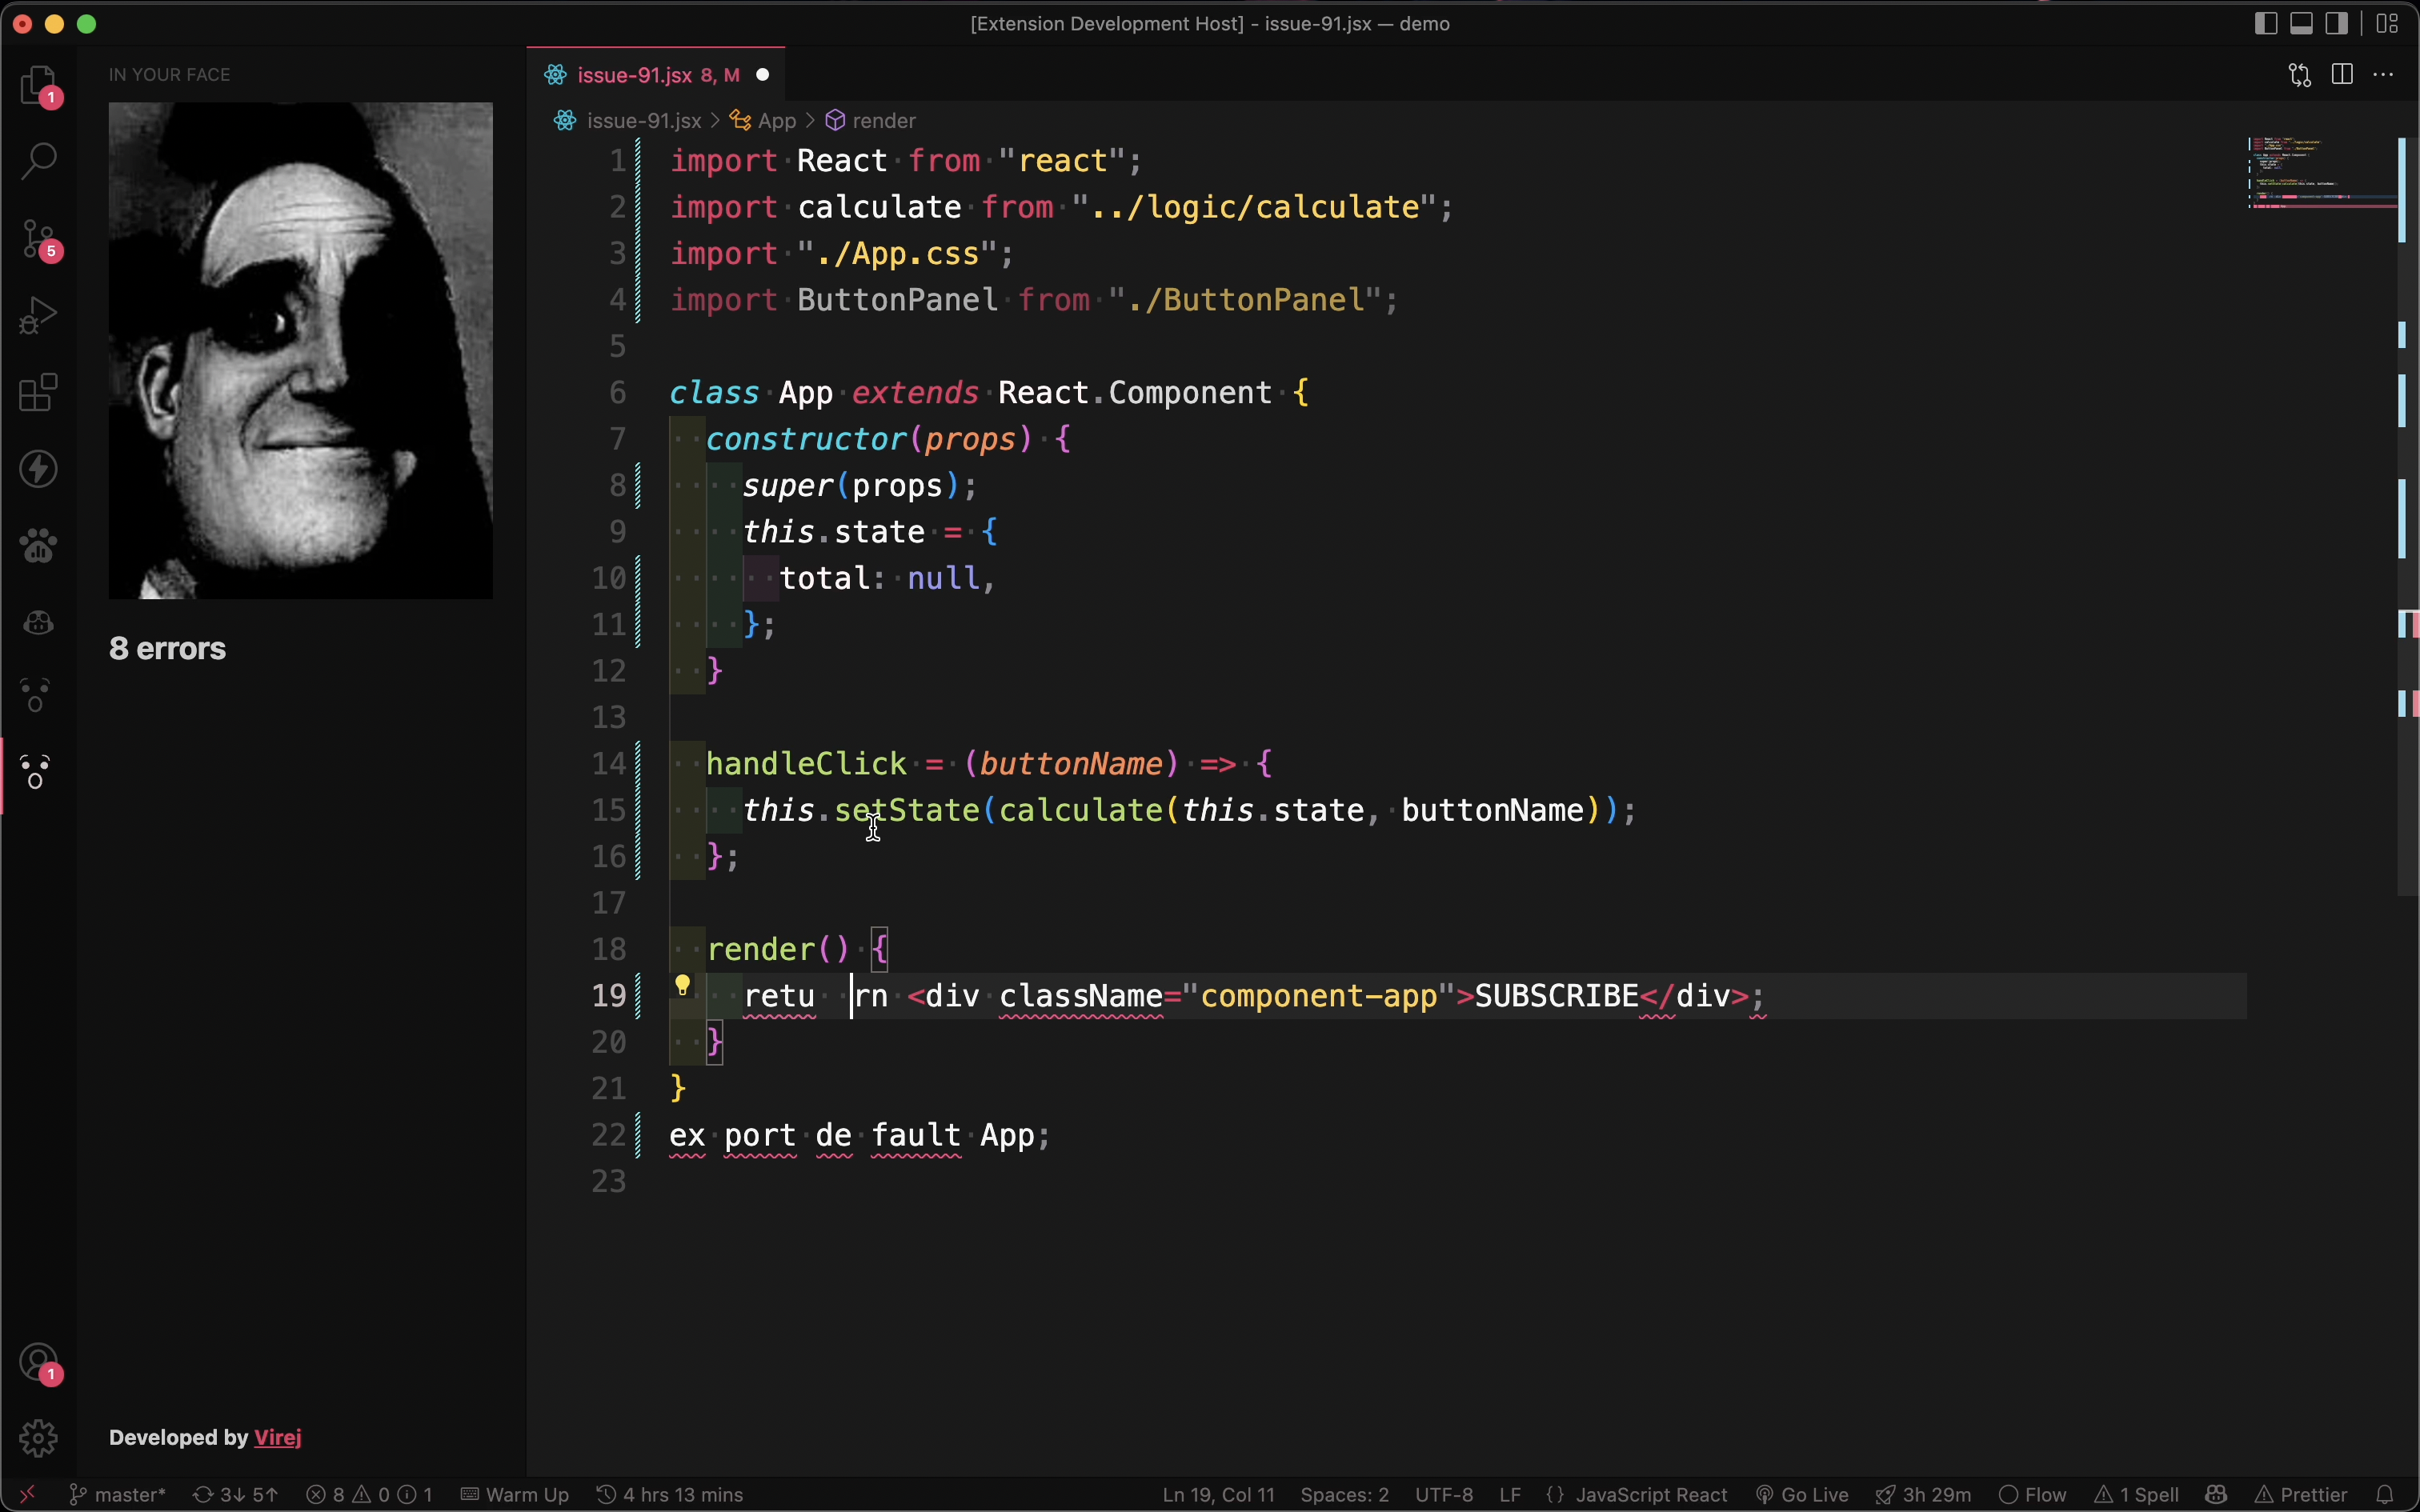 [Extension Development Host] - issue-91.jsx — demo
IN YOUR FACE
8 errors
Developed by Virej
1
5
1
issue-91.jsx 8, M
issue-91.jsx > App > render
1 import React from "react";
2 import calculate from "../logic/calculate";
3 import "./App.css";
4 import ButtonPanel from "./ButtonPanel";
5
6 class App extends React.Component {
7 constructor(props) {
8 super(props);
9 this.state = {
10 total: null,
11 };
12 }
13
14 handleClick = (buttonName) => {
15 this.setState(calculate(this.state, buttonName));
16 };
17
18 render() {
19 retu  rn <div className="component-app">SUBSCRIBE</div>;
20 }
21 }
22 ex port de fault App;
23
master* 3↓ 5↑ 8 0 1 Warm Up 4 hrs 13 mins Ln 19, Col 11 Spaces: 2 UTF-8 LF {} JavaScript React Go Live 3h 29m Flow 1 Spell Prettier